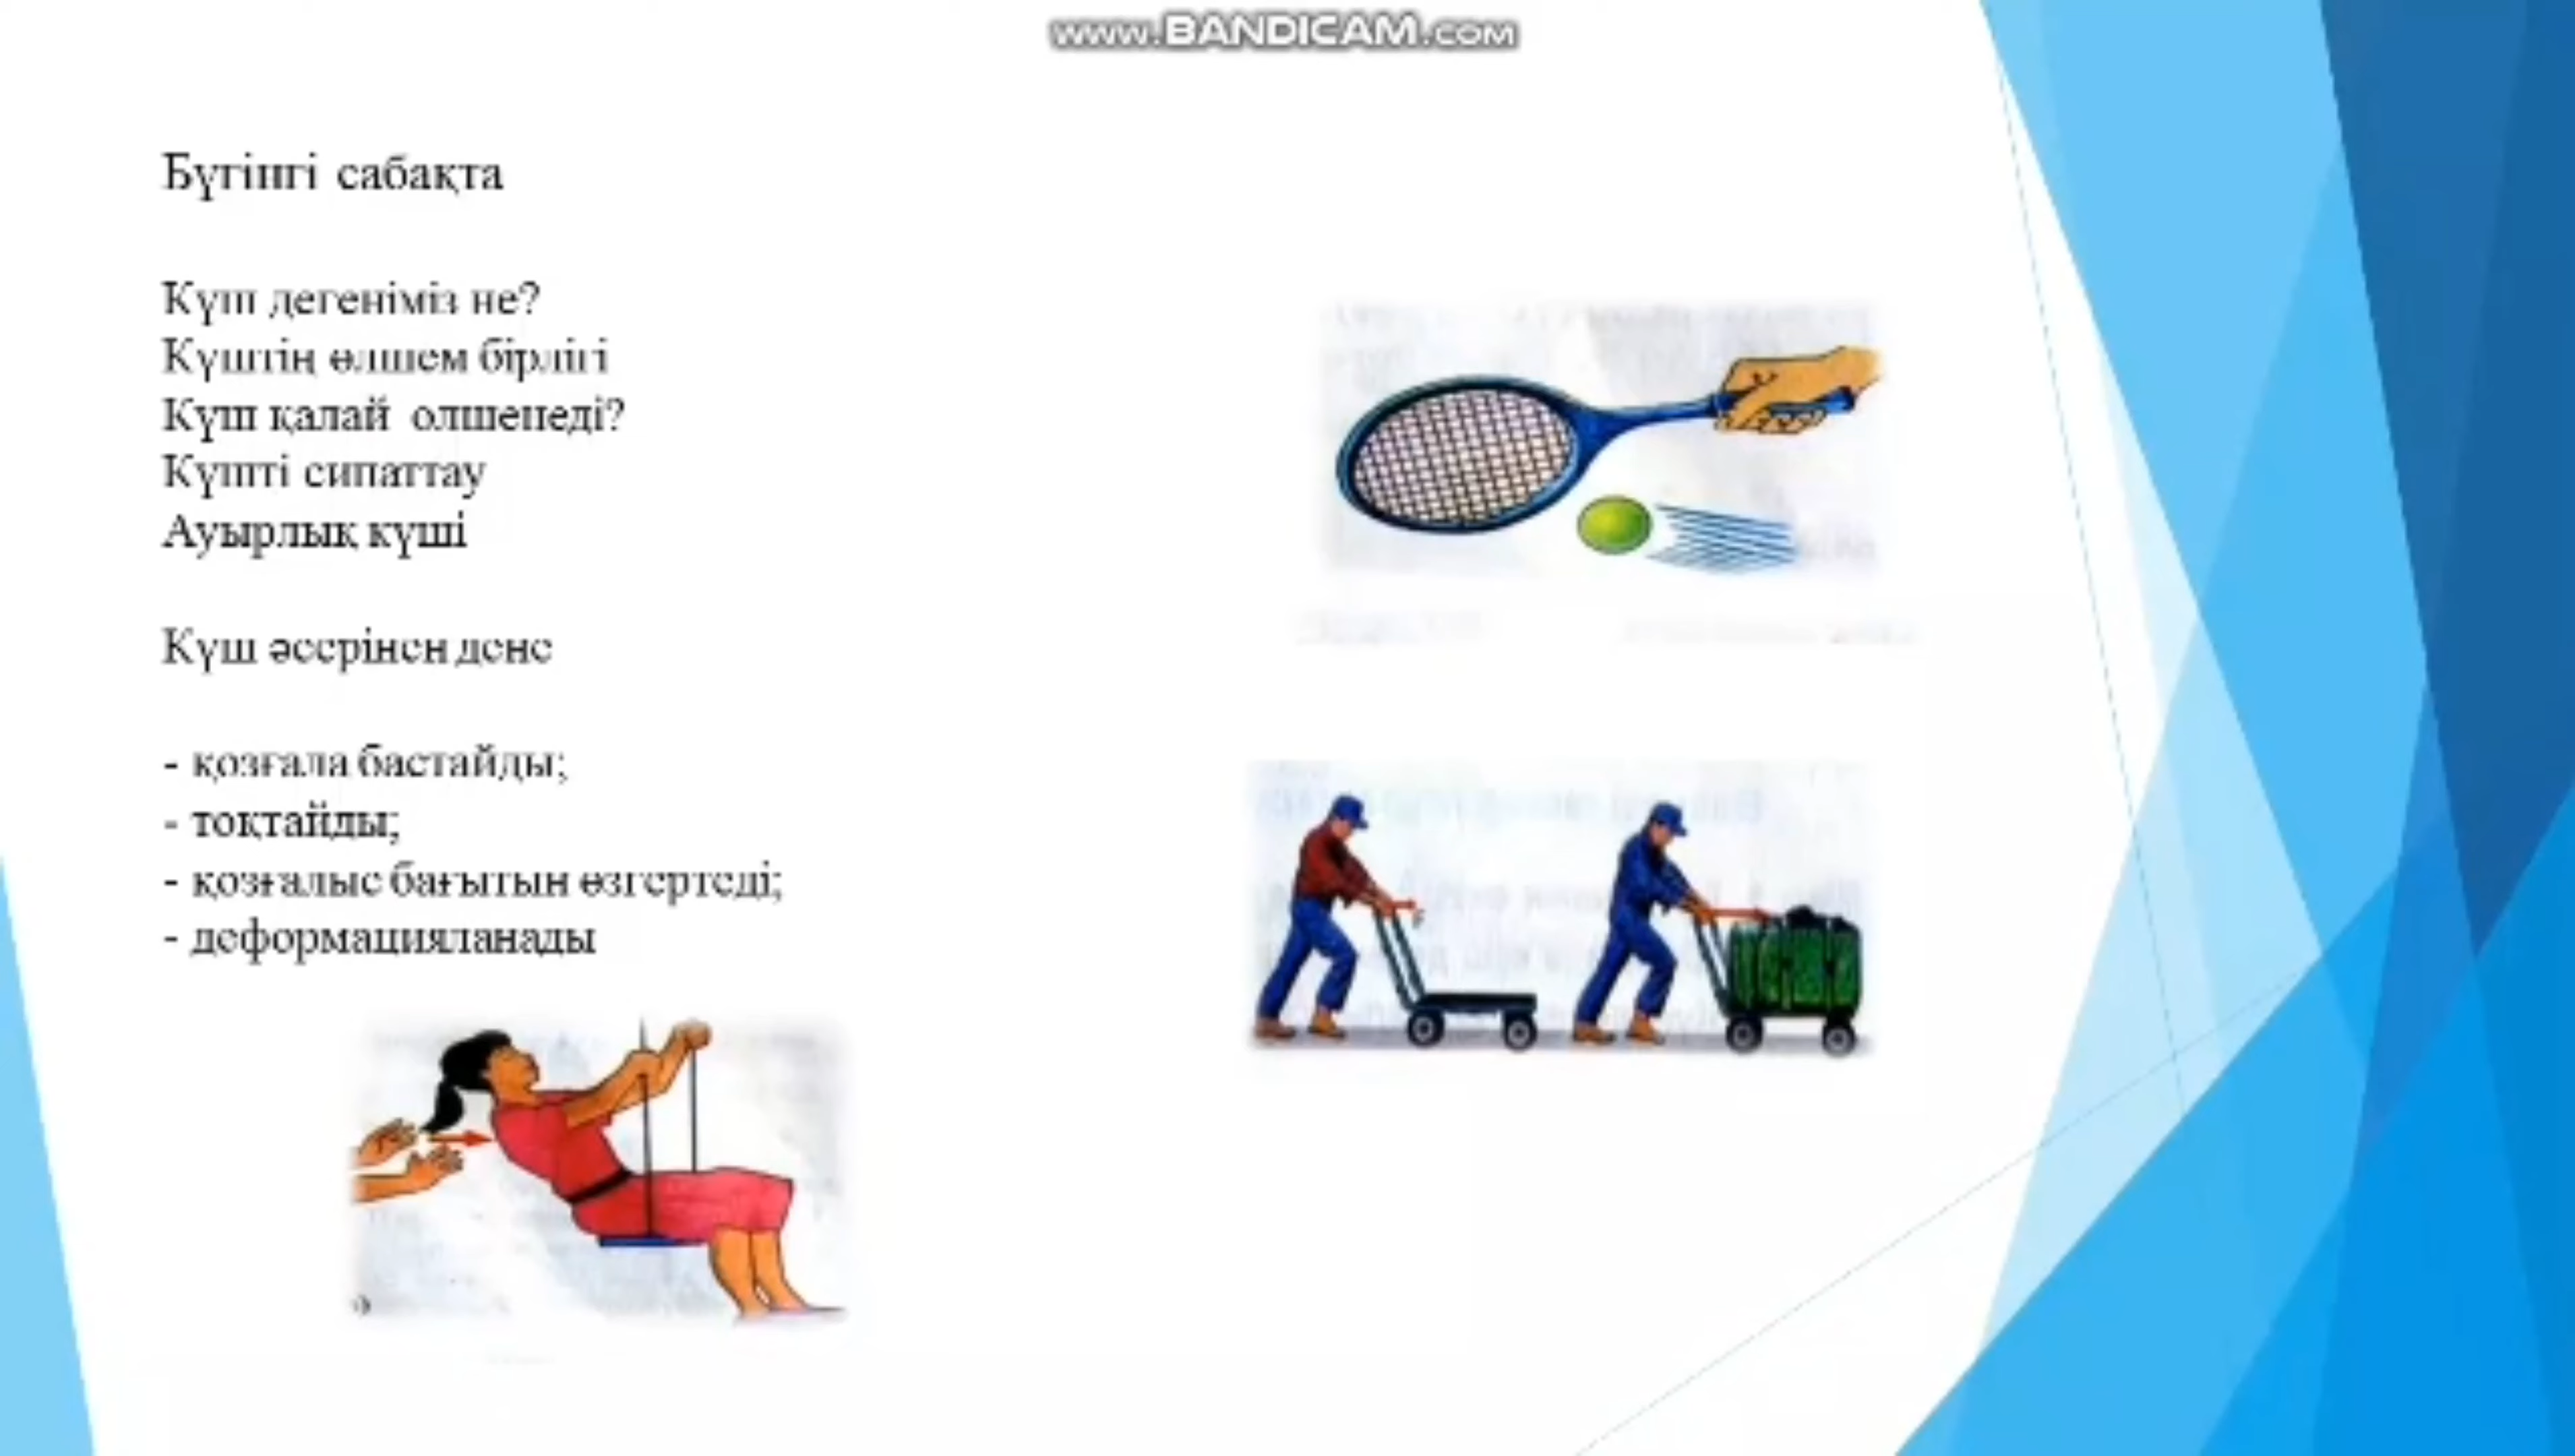 www.BANDICAM.com
Бүгінгі сабақта
Күш дегеніміз не?
Күштің өлшем бірлігі
Күш қалай өлшенеді?
Күшті сипаттау
Ауырлық күші
Күш әсерінен дене
- қозғала бастайды;
- тоқтайды;
- қозғалыс бағытын өзгертеді;
- деформацияланады